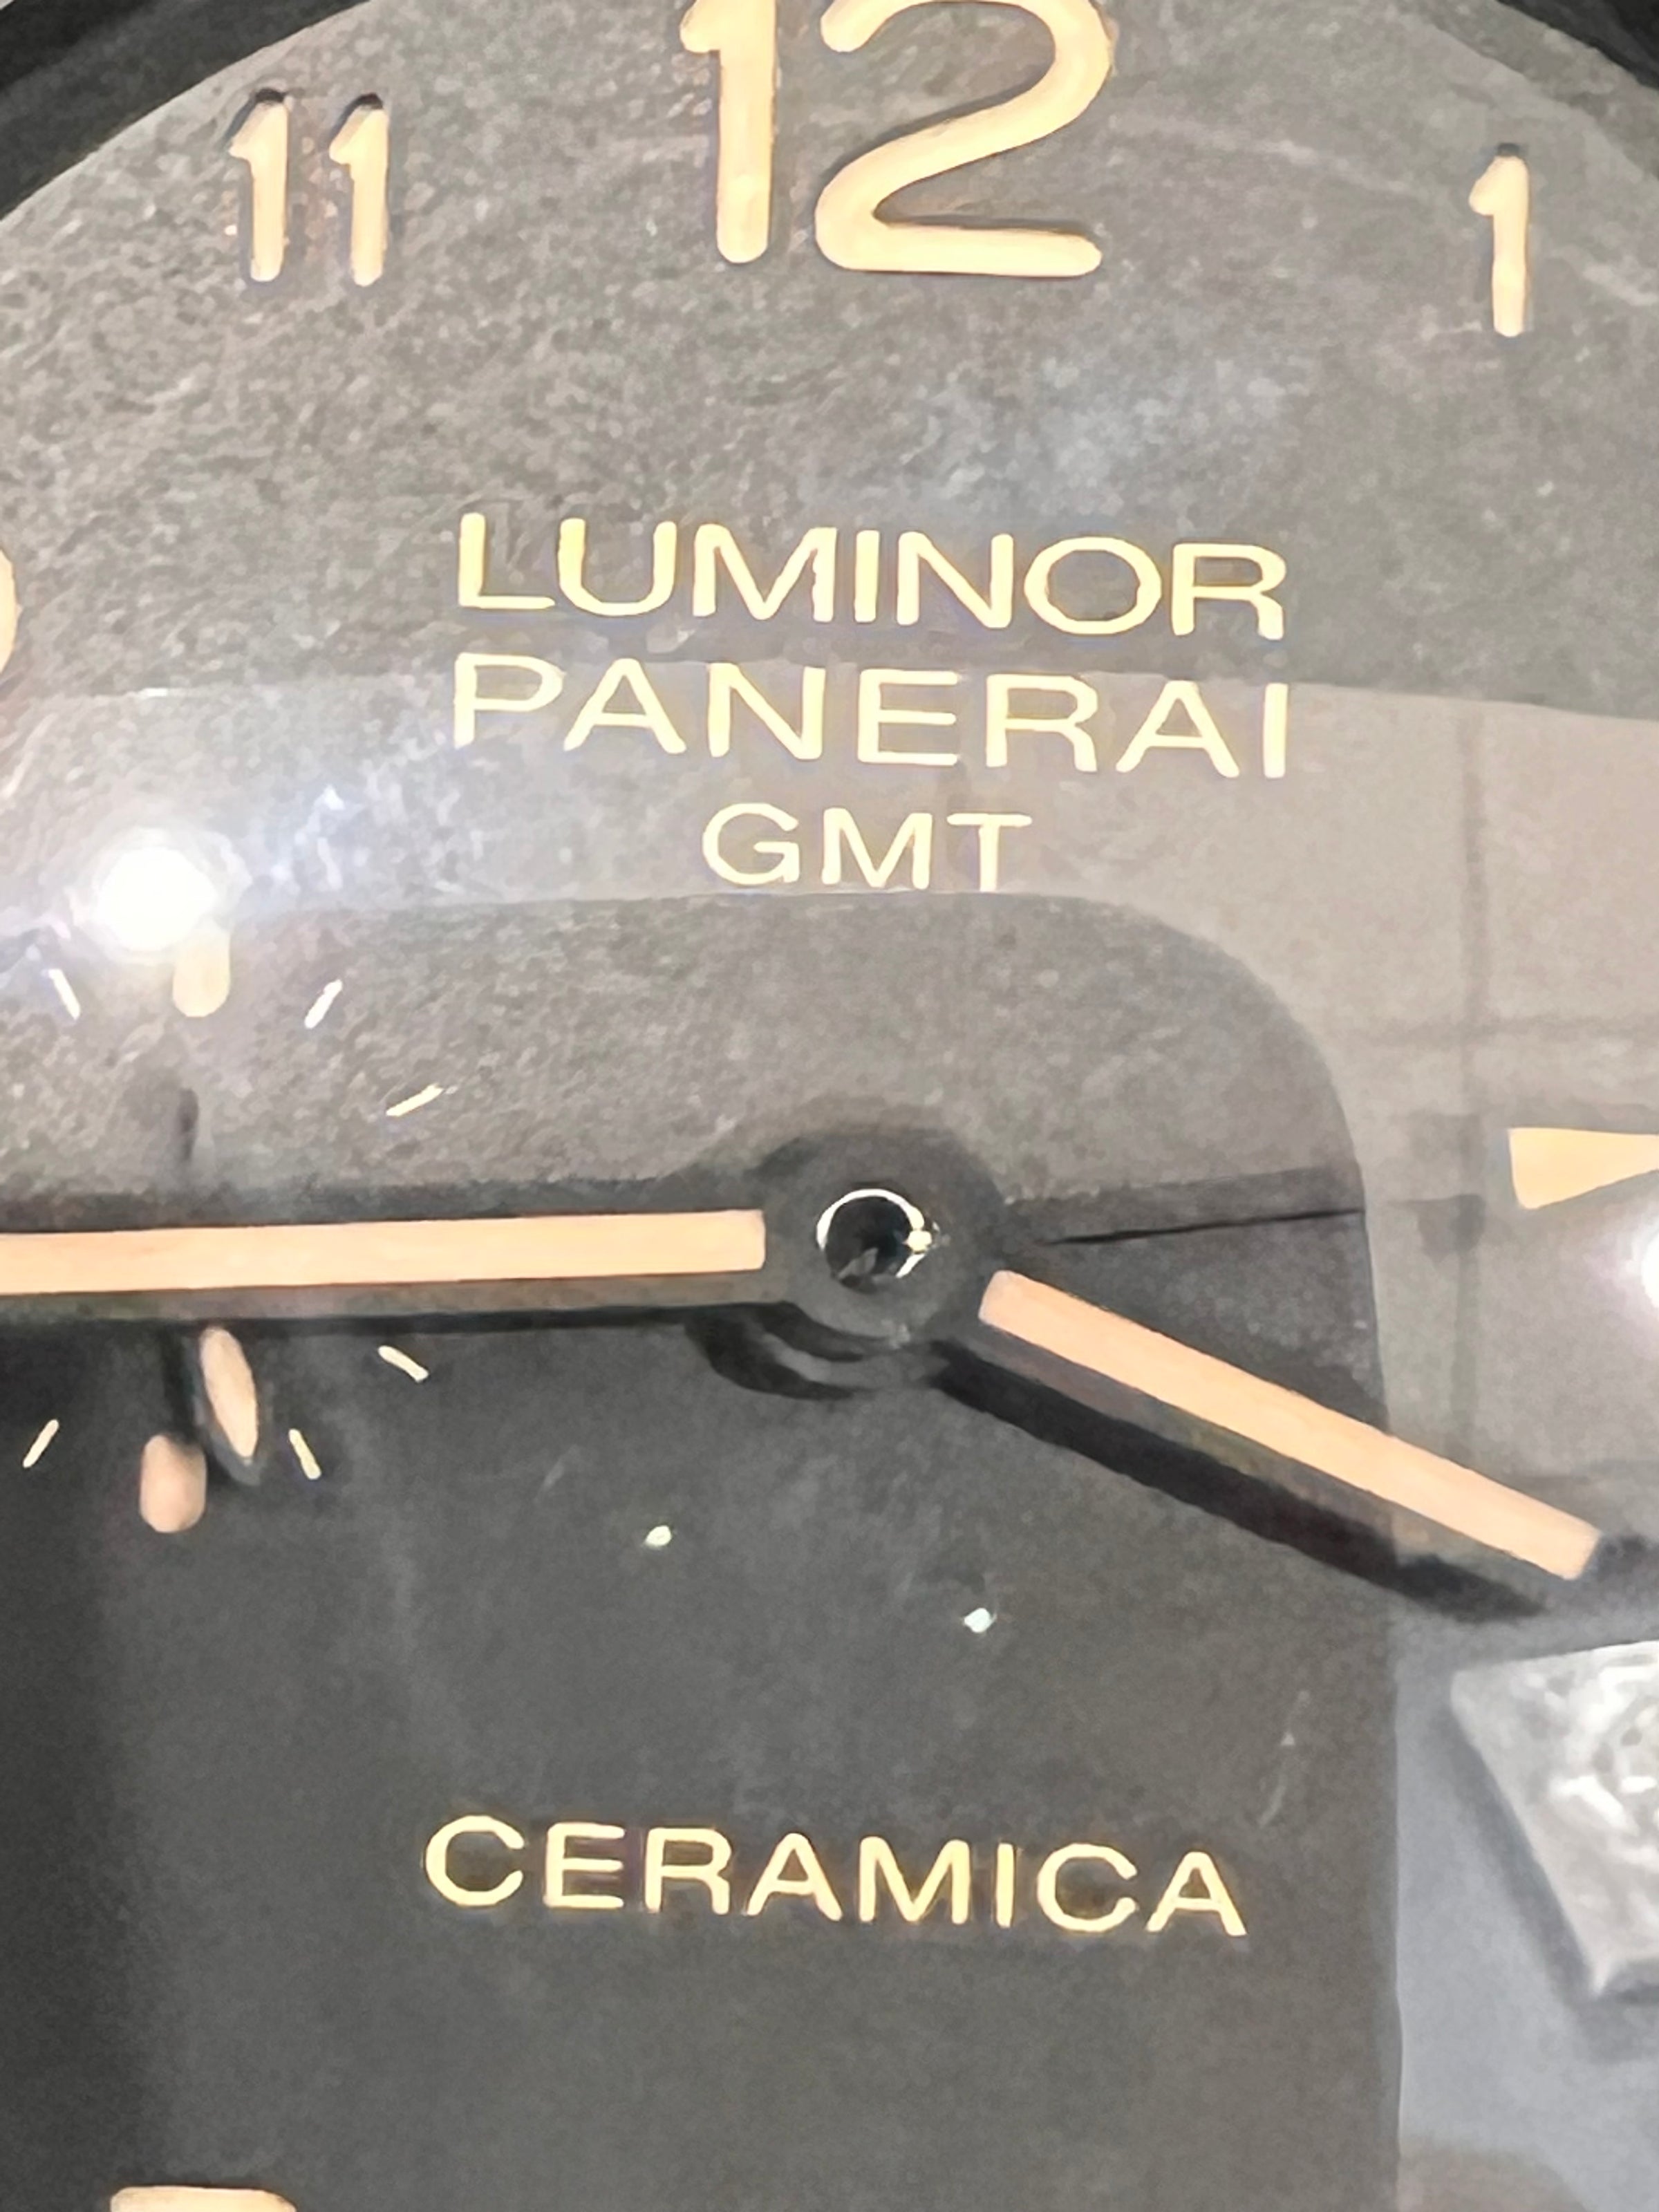 12
11 1
LUMINOR
PANERAI
GMT
CERAMICA